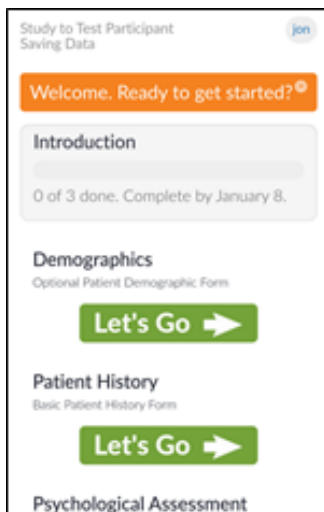 Study to Test Participant
Saving Data
jon
Welcome. Ready to get started?
Introduction
0 of 3 done. Complete by January 8.
Demographics
Optional Patient Demographic Form
Let's Go
Patient History
Basic Patient History Form
Let's Go
Psychological Assessment